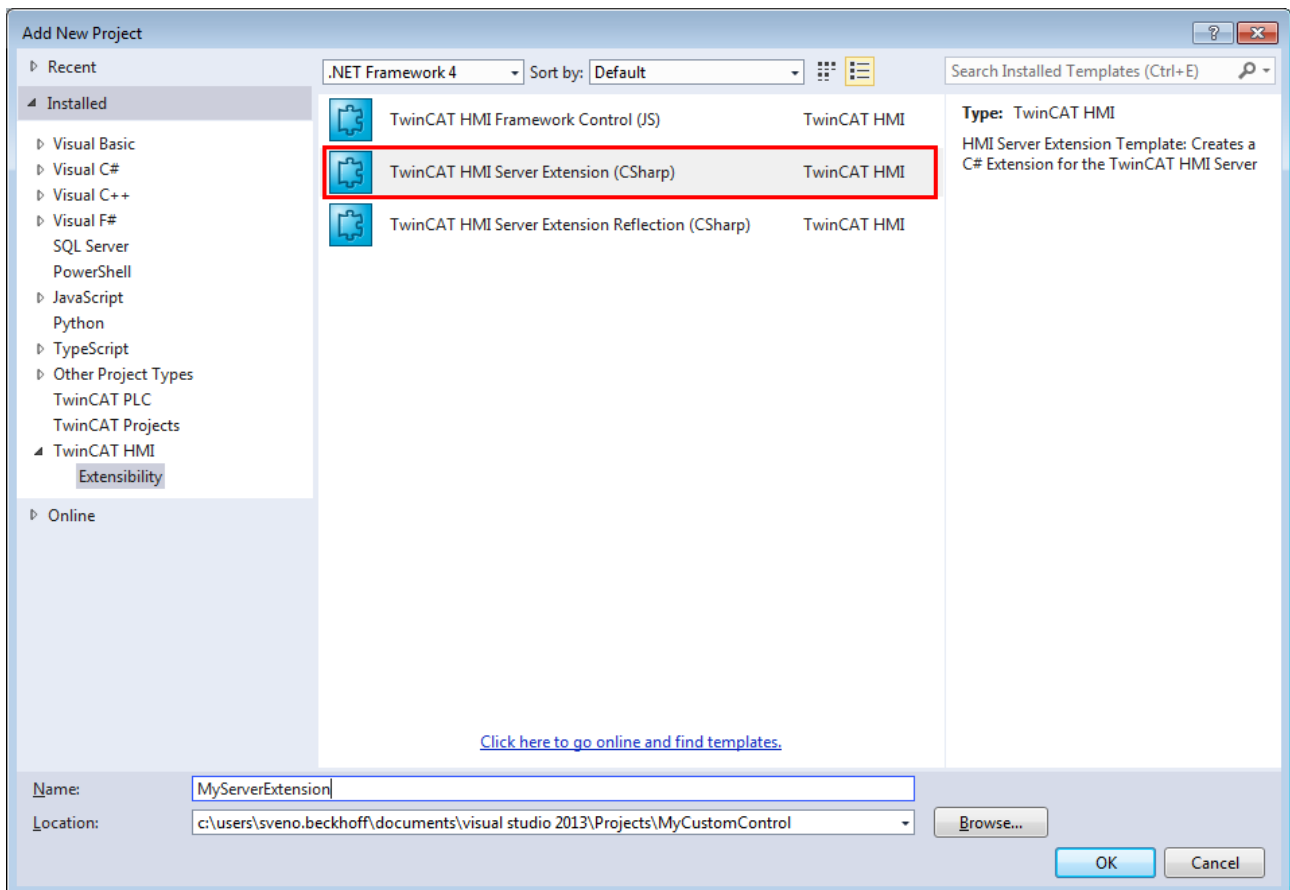 Add New Project
Recent
.NET Framework 4 Sort by: Default Search Installed Templates (Ctrl+E)
Installed
Visual Basic
Visual C#
Visual C++
Visual F#
SQL Server
PowerShell
JavaScript
Python
TypeScript
Other Project Types
TwinCAT PLC
TwinCAT Projects
TwinCAT HMI
Extensibility
Online
TwinCAT HMI Framework Control (JS) TwinCAT HMI
TwinCAT HMI Server Extension (CSharp) TwinCAT HMI
TwinCAT HMI Server Extension Reflection (CSharp) TwinCAT HMI
Click here to go online and find templates.
Type: TwinCAT HMI
HMI Server Extension Template: Creates a
C# Extension for the TwinCAT HMI Server
Name: MyServerExtension
Location: c:\users\sveno.beckhoff\documents\visual studio 2013\Projects\MyCustomControl Browse...
OK Cancel